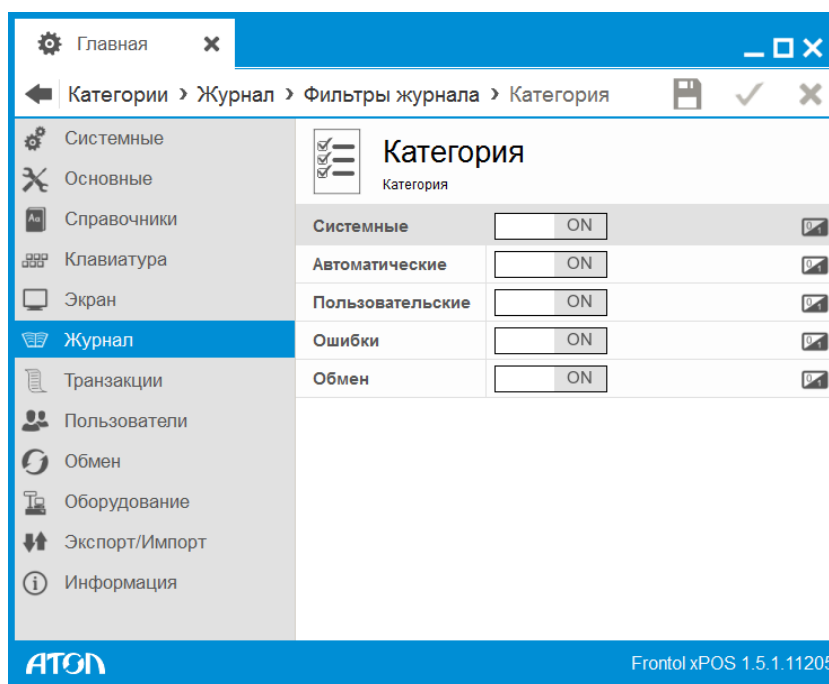 Главная
Категории › Журнал › Фильтры журнала › Категория
Системные
Основные
Справочники
Клавиатура
Экран
Журнал
Транзакции
Пользователи
Обмен
Оборудование
Экспорт/Импорт
Информация
Категория
Категория
Системные ON
Автоматические ON
Пользовательские ON
Ошибки ON
Обмен ON
АТОЛ
Frontol xPOS 1.5.1.11205